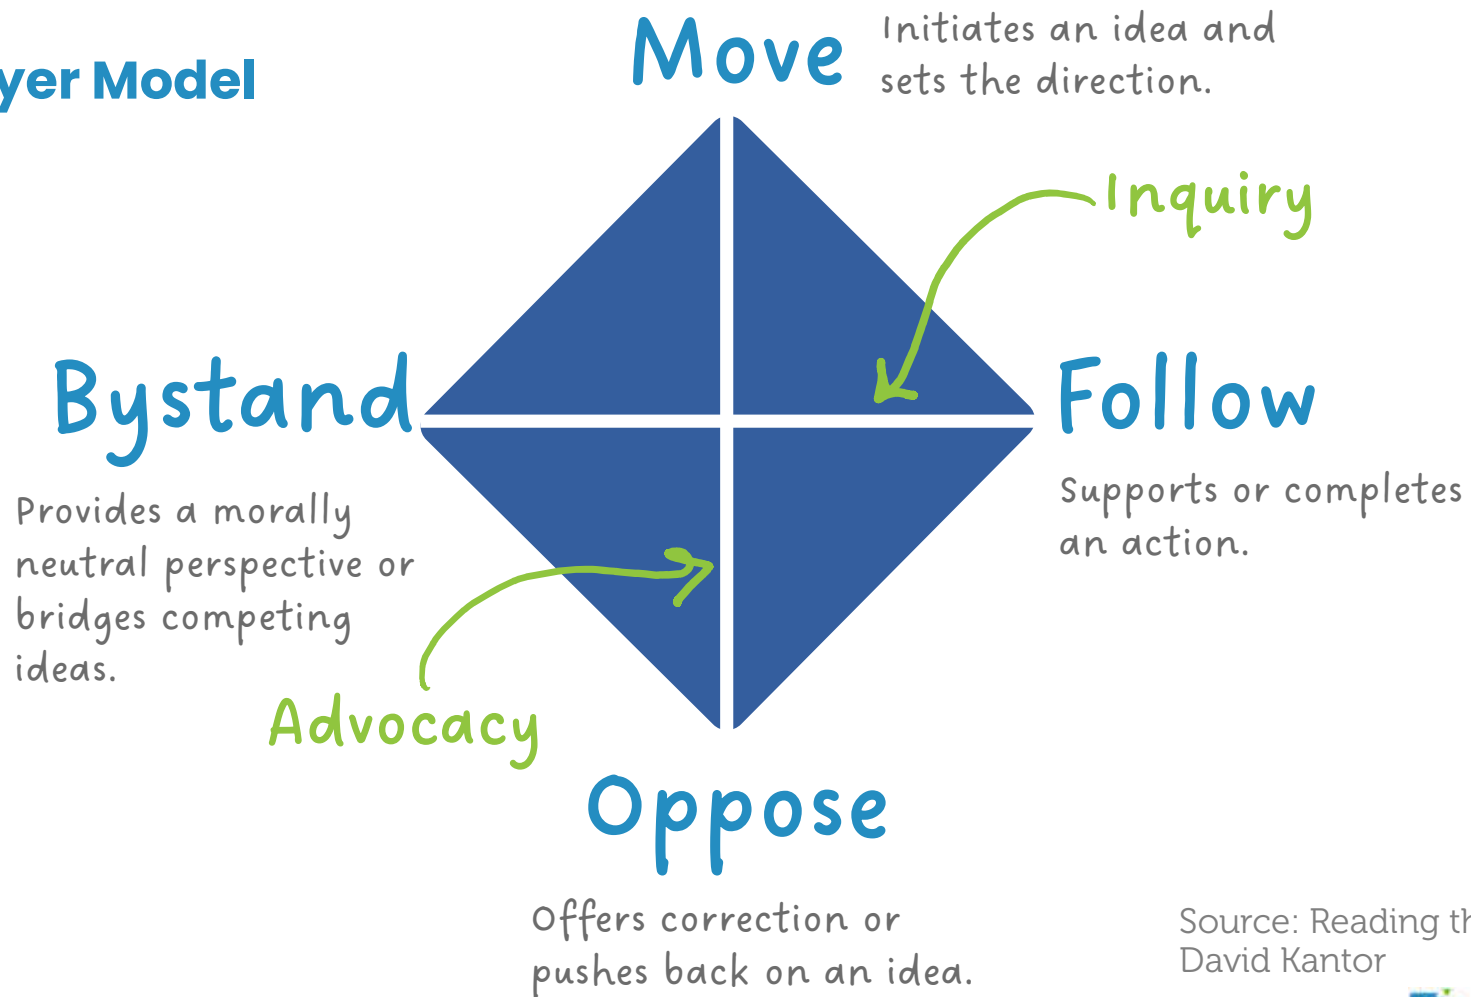 yer Model
Move
Initiates an idea and
sets the direction.
Inquiry
Bystand
Follow
Provides a morally
neutral perspective or
bridges competing
ideas.
Supports or completes
an action.
Advocacy
Oppose
Offers correction or
pushes back on an idea.
Source: Reading th
David Kantor